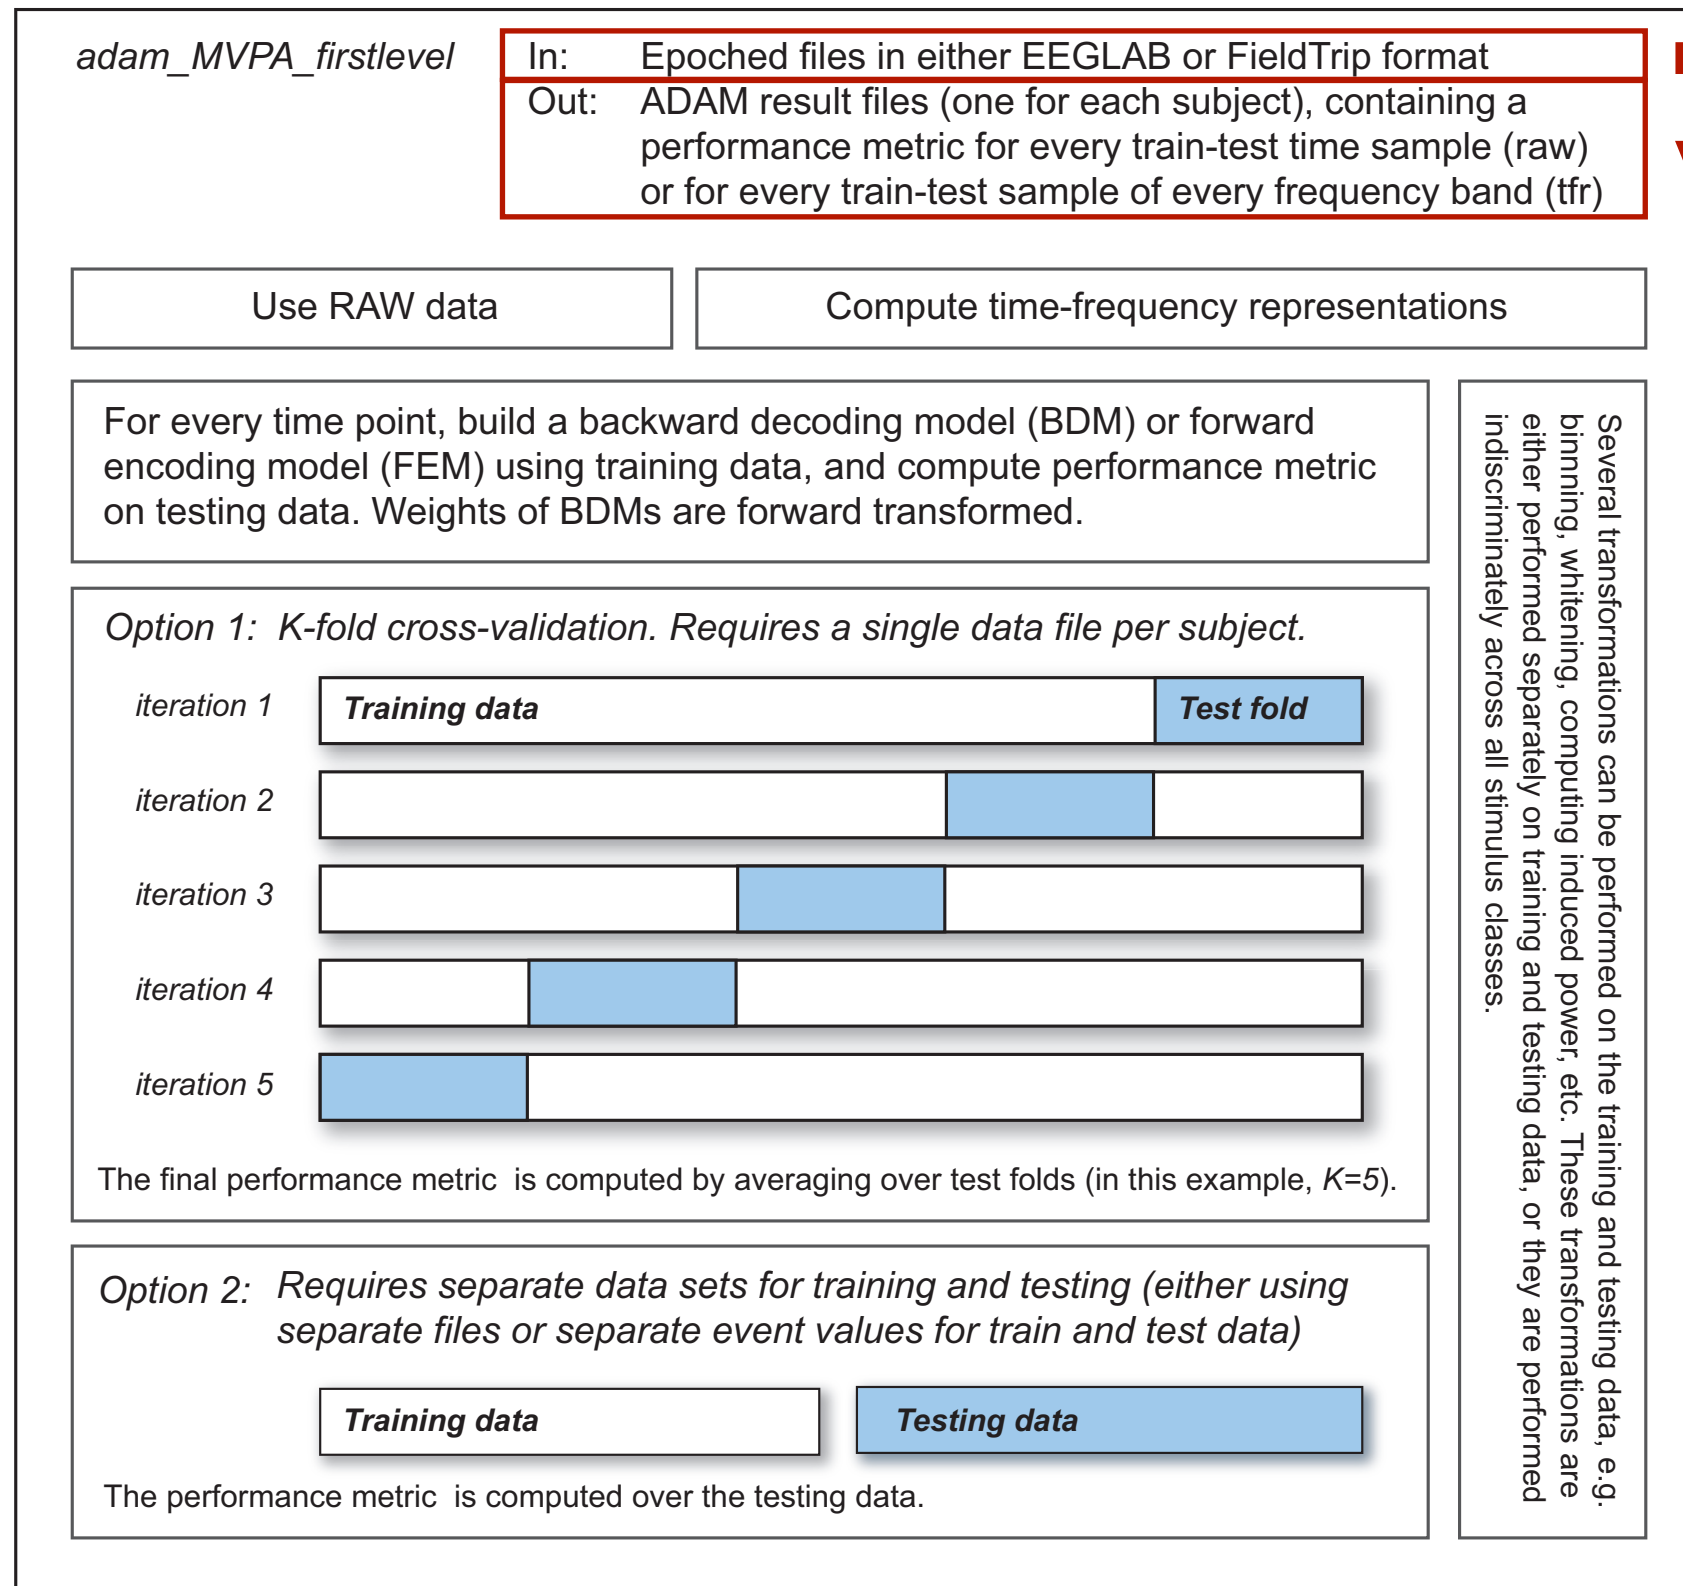 adam_MVPA_firstlevel
In: Epoched files in either EEGLAB or FieldTrip format
Out: ADAM result files (one for each subject), containing a
performance metric for every train-test time sample (raw)
or for every train-test sample of every frequency band (tfr)
Use RAW data
Compute time-frequency representations
For every time point, build a backward decoding model (BDM) or forward
encoding model (FEM) using training data, and compute performance metric
on testing data. Weights of BDMs are forward transformed.
Option 1: K-fold cross-validation. Requires a single data file per subject.
iteration 1
Training data
Test fold
iteration 2
iteration 3
iteration 4
iteration 5
The final performance metric is computed by averaging over test folds (in this example, K=5).
Option 2: Requires separate data sets for training and testing (either using
separate files or separate event values for train and test data)
Training data
Testing data
The performance metric is computed over the testing data.
Several transformations can be performed on the training and testing data, e.g.
binnning, whitening, computing induced power, etc. These transformations are
either performed separately on training and testing data, or they are performed
indiscriminately across all stimulus classes.